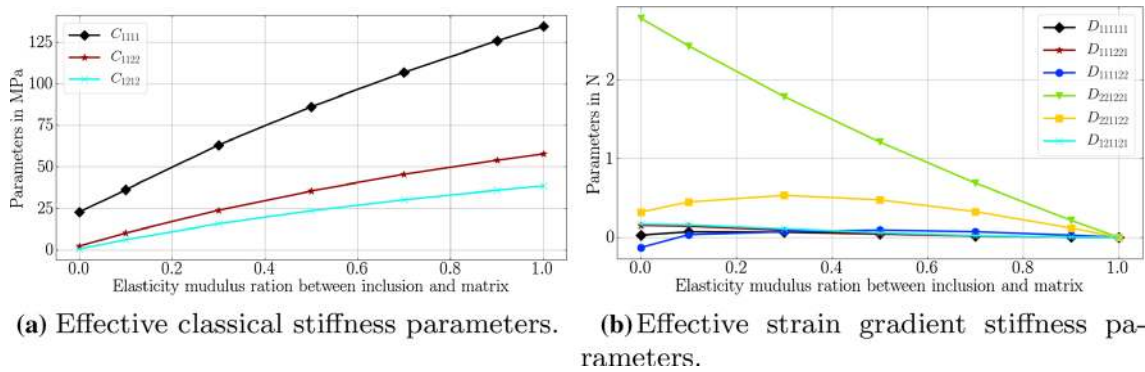 125
100
75
50
25
0
Parameters in MPa
C1111
C1122
C1212
0.0 0.2 0.4 0.6 0.8 1.0
Elasticity mudulus ration between inclusion and matrix
(a) Effective classical stiffness parameters.
2
1
0
Parameters in N
D111111
D111221
D111122
D221221
D221122
D121121
0.0 0.2 0.4 0.6 0.8 1.0
Elasticity mudulus ration between inclusion and matrix
(b) Effective strain gradient stiffness pa-
rameters.